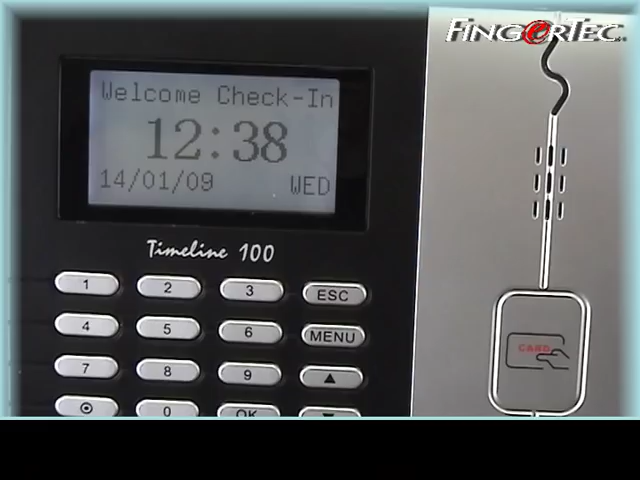 FingerTec
Welcome Check-In
12:38
14/01/09 WED
Timeline 100
1 2 3 ESC
4 5 6 MENU
7 8 9
0 OK
CARD